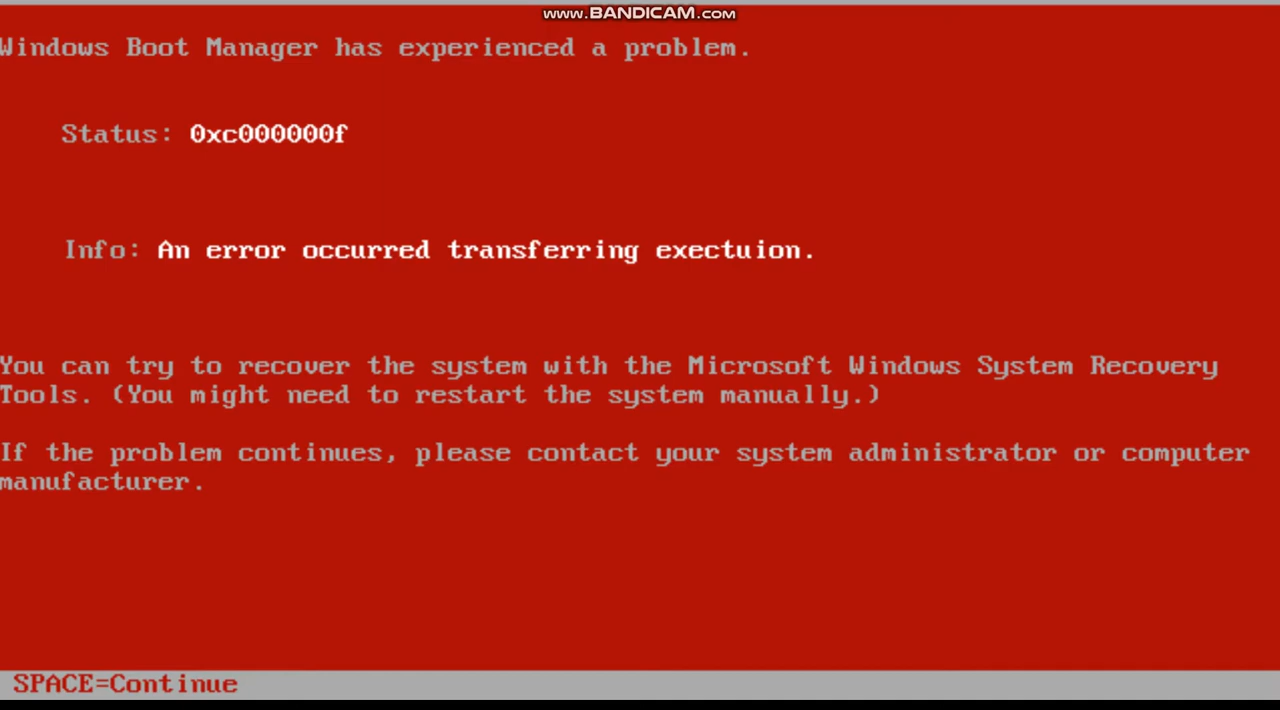 www.BANDICAM.com
Windows Boot Manager has experienced a problem.
Status: 0xc000000f
Info: An error occurred transferring exectuion.
You can try to recover the system with the Microsoft Windows System Recovery
Tools. (You might need to restart the system manually.)
If the problem continues, please contact your system administrator or computer
manufacturer.
SPACE=Continue